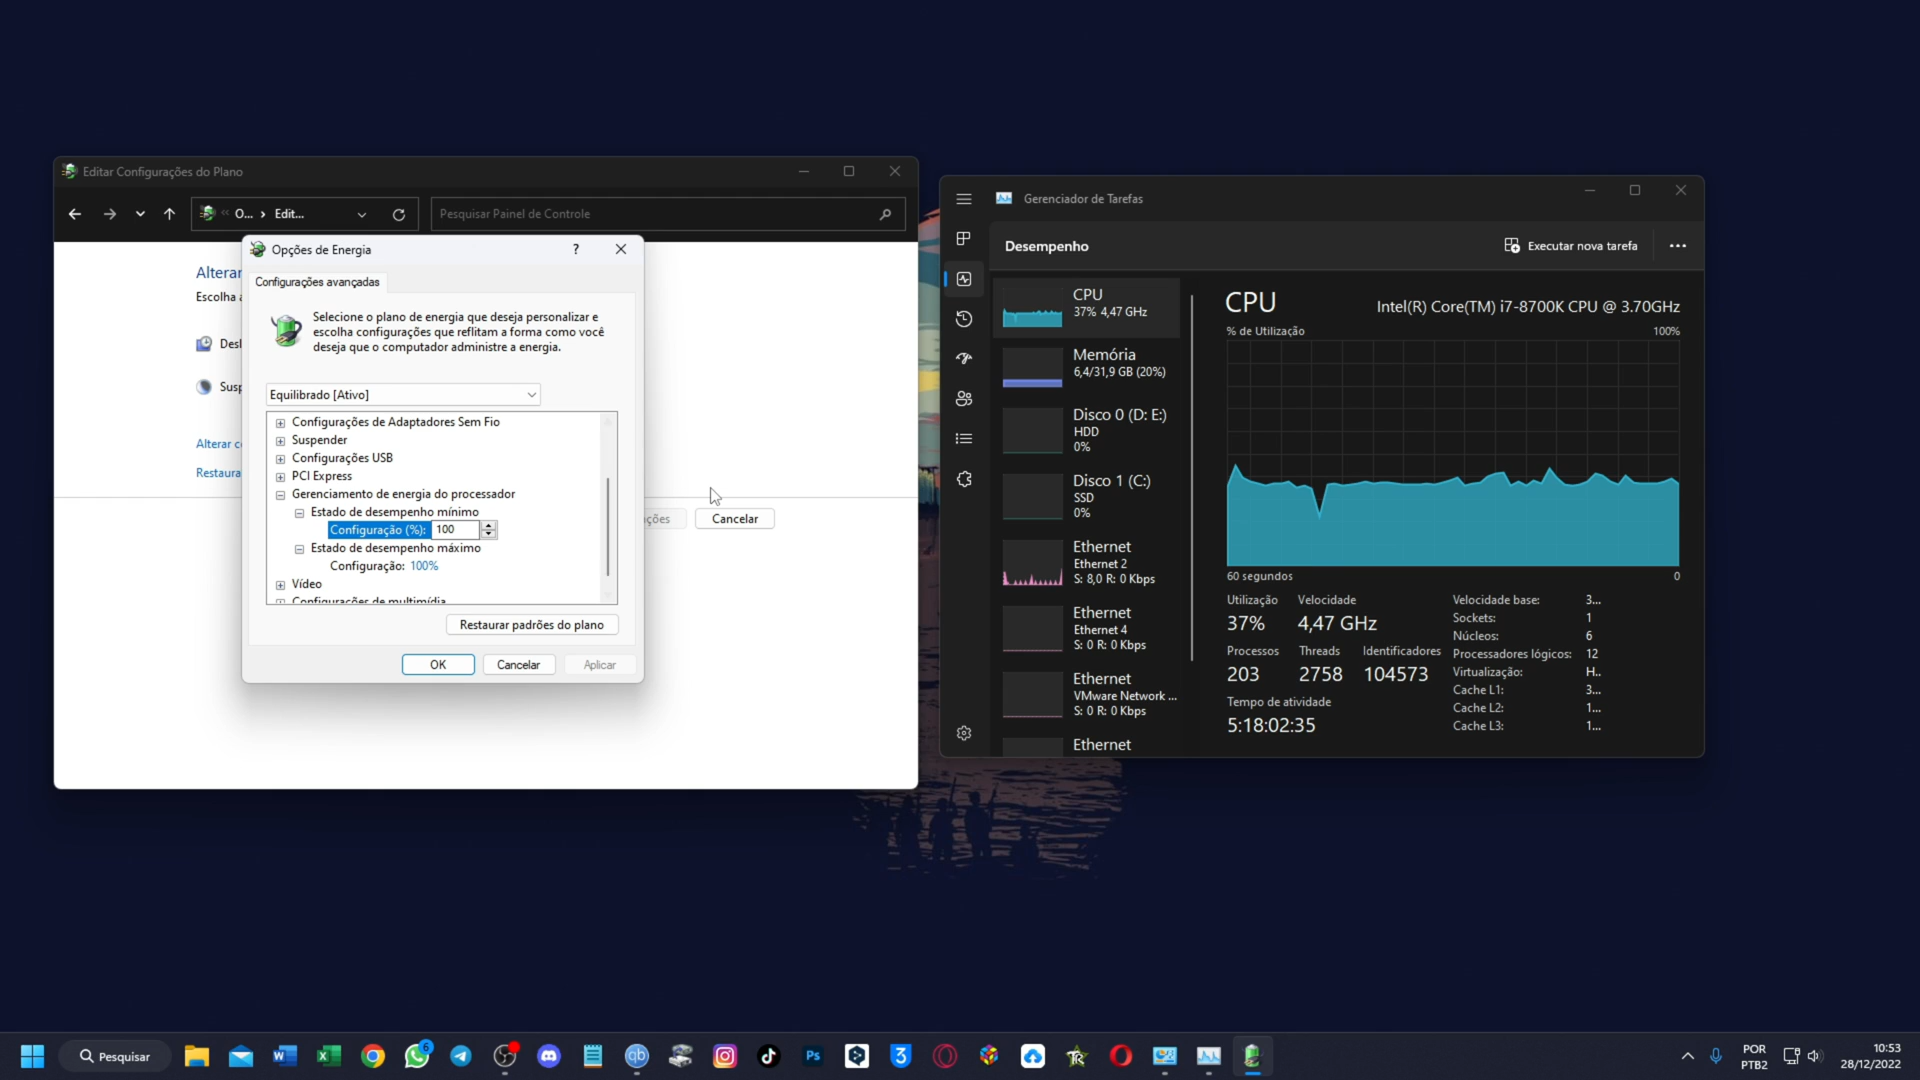 Editar Configurações do Plano
O... › Edit...
Pesquisar Painel de Controle
Alterar
Escolha a
Desl
Susp
Alterar c
Restaura
ções
Cancelar
Opções de Energia
?
Configurações avançadas
Selecione o plano de energia que deseja personalizar e
escolha configurações que reflitam a forma como você
deseja que o computador administre a energia.
Equilibrado [Ativo]
Configurações de Adaptadores Sem Fio
Suspender
Configurações USB
PCI Express
Gerenciamento de energia do processador
Estado de desempenho mínimo
Configuração (%): 100
Estado de desempenho máximo
Configuração: 100%
Vídeo
Configurações de multimídia
Restaurar padrões do plano
OK
Cancelar
Aplicar
Gerenciador de Tarefas
Desempenho
Executar nova tarefa
CPU
37% 4,47 GHz
Memória
6,4/31,9 GB (20%)
Disco 0 (D: E:)
HDD
0%
Disco 1 (C:)
SSD
0%
Ethernet
Ethernet 2
S: 8,0 R: 0 Kbps
Ethernet
Ethernet 4
S: 0 R: 0 Kbps
Ethernet
VMware Network ...
S: 0 R: 0 Kbps
Ethernet
CPU
Intel(R) Core(TM) i7-8700K CPU @ 3.70GHz
% de Utilização
100%
60 segundos
0
Utilização
37%
Velocidade
4,47 GHz
Processos
203
Threads
2758
Identificadores
104573
Tempo de atividade
5:18:02:35
Velocidade base: 3...
Sockets: 1
Núcleos: 6
Processadores lógicos: 12
Virtualização: H..
Cache L1: 3...
Cache L2: 1...
Cache L3: 1...
Pesquisar
6
Ps
POR
PTB2
10:53
28/12/2022